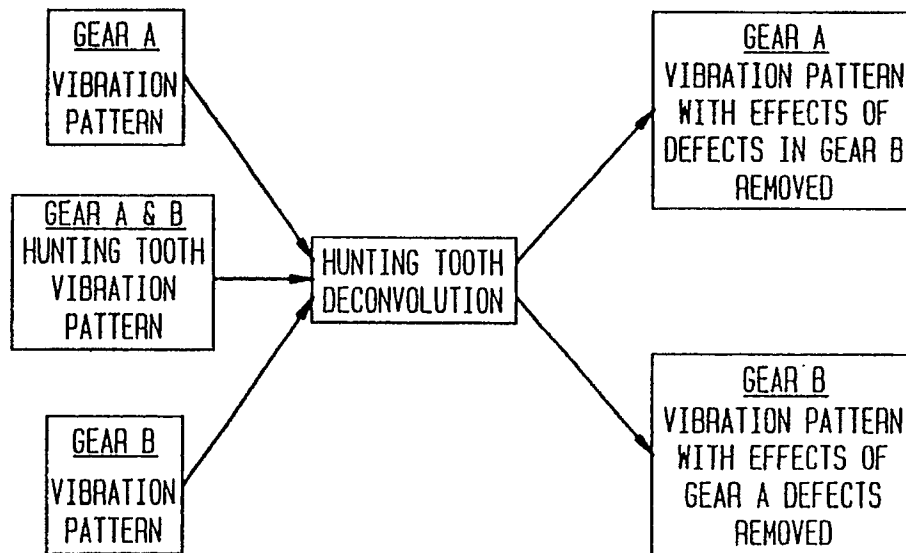 GEAR A
VIBRATION
PATTERN
GEAR A & B
HUNTING TOOTH
VIBRATION
PATTERN
GEAR B
VIBRATION
PATTERN
HUNTING TOOTH
DECONVOLUTION
GEAR A
VIBRATION PATTERN
WITH EFFECTS OF
DEFECTS IN GEAR B
REMOVED
GEAR B
VIBRATION PATTERN
WITH EFFECTS OF
GEAR A DEFECTS
REMOVED